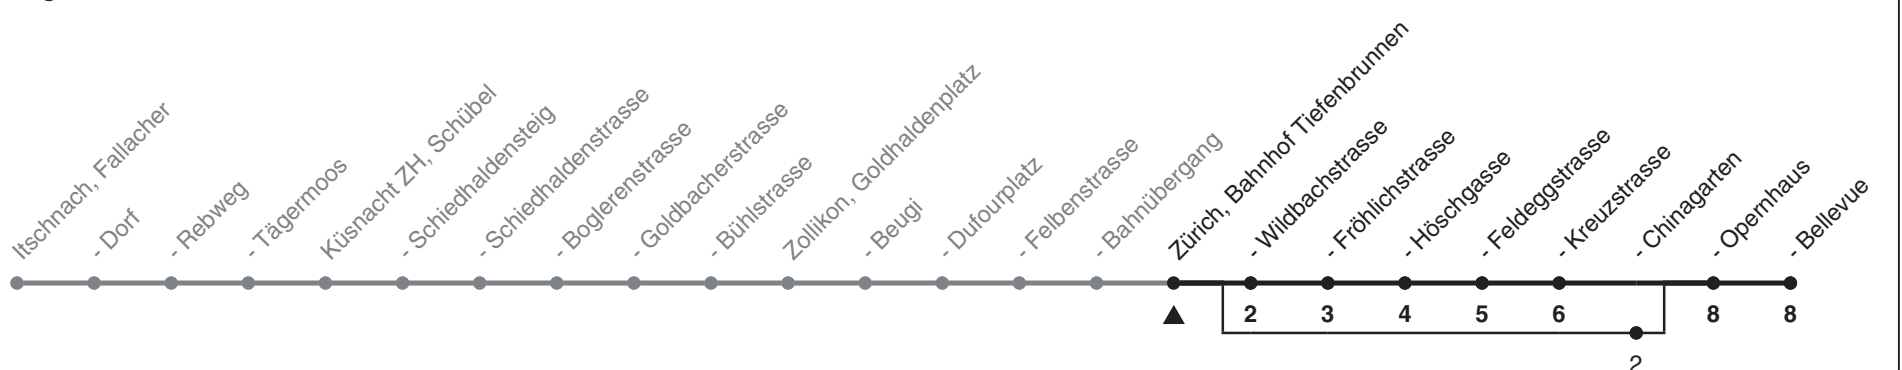 Itschnach, Fallacher
- Dorf
- Rebweg
- Tägermoos
Küsnacht ZH, Schübel
- Schiedhaldensteig
- Schiedhaldenstrasse
- Boglerenstrasse
- Goldbacherstrasse
- Bühlstrasse
Zollikon, Goldhaldenplatz
- Beugi
- Dufourplatz
- Felbenstrasse
- Bahnübergang
Zürich, Bahnhof Tiefenbrunnen
- Wildbachstrasse
- Fröhlichstrasse
- Höschgasse
- Feldeggstrasse
- Kreuzstrasse
- Chinagarten
- Opernhaus
- Bellevue
2 3 4 5 6 8 8
2